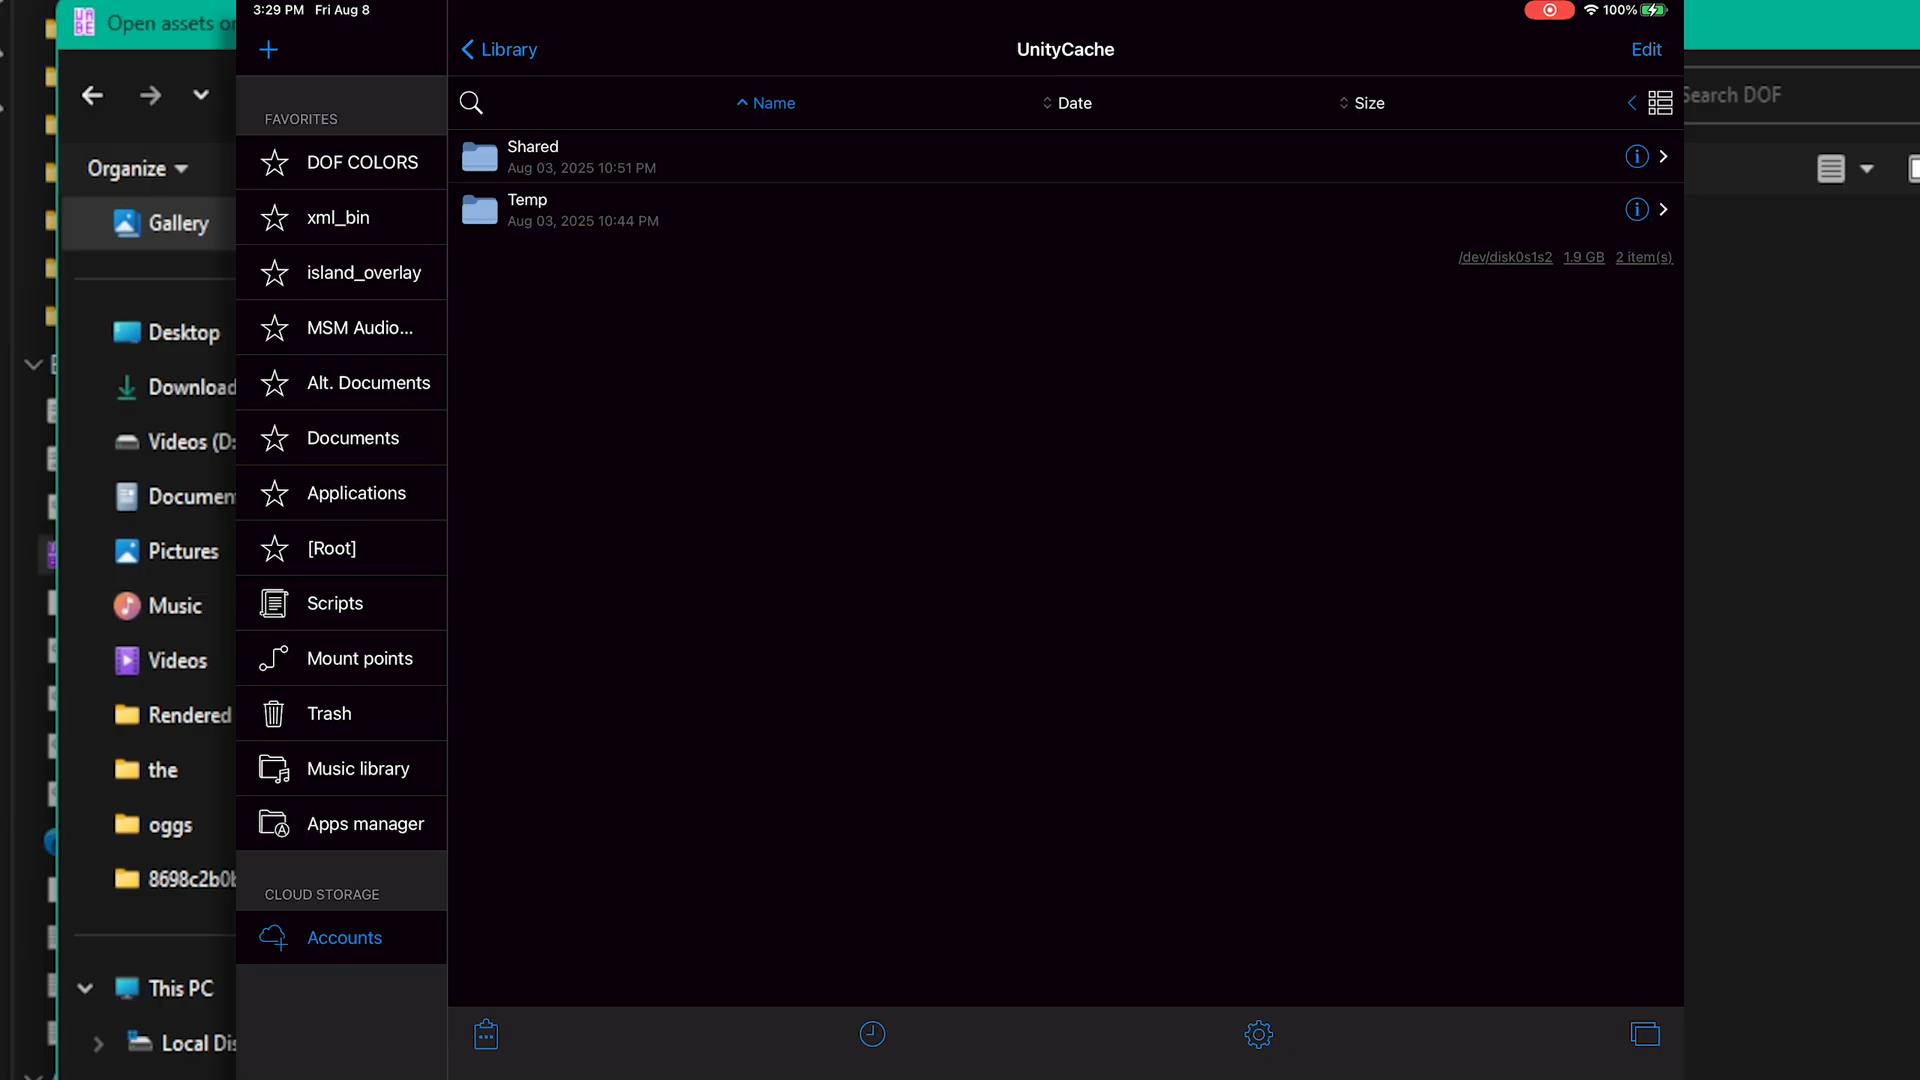 UABE
Open assets or
Organize
Gallery
Desktop
Download
Videos (D:
Documen
Pictures
Music
Videos
Rendered
the
oggs
8698c2b0b
This PC
Local Dis
3:29 PM Fri Aug 8
100%
FAVORITES
DOF COLORS
xml_bin
island_overlay
MSM Audio...
Alt. Documents
Documents
Applications
[Root]
Scripts
Mount points
Trash
Music library
Apps manager
CLOUD STORAGE
Accounts
Library
UnityCache
Edit
Name
Date
Size
Shared
Aug 03, 2025 10:51 PM
Temp
Aug 03, 2025 10:44 PM
/dev/disk0s1s2 1.9 GB 2 item(s)
Search DOF